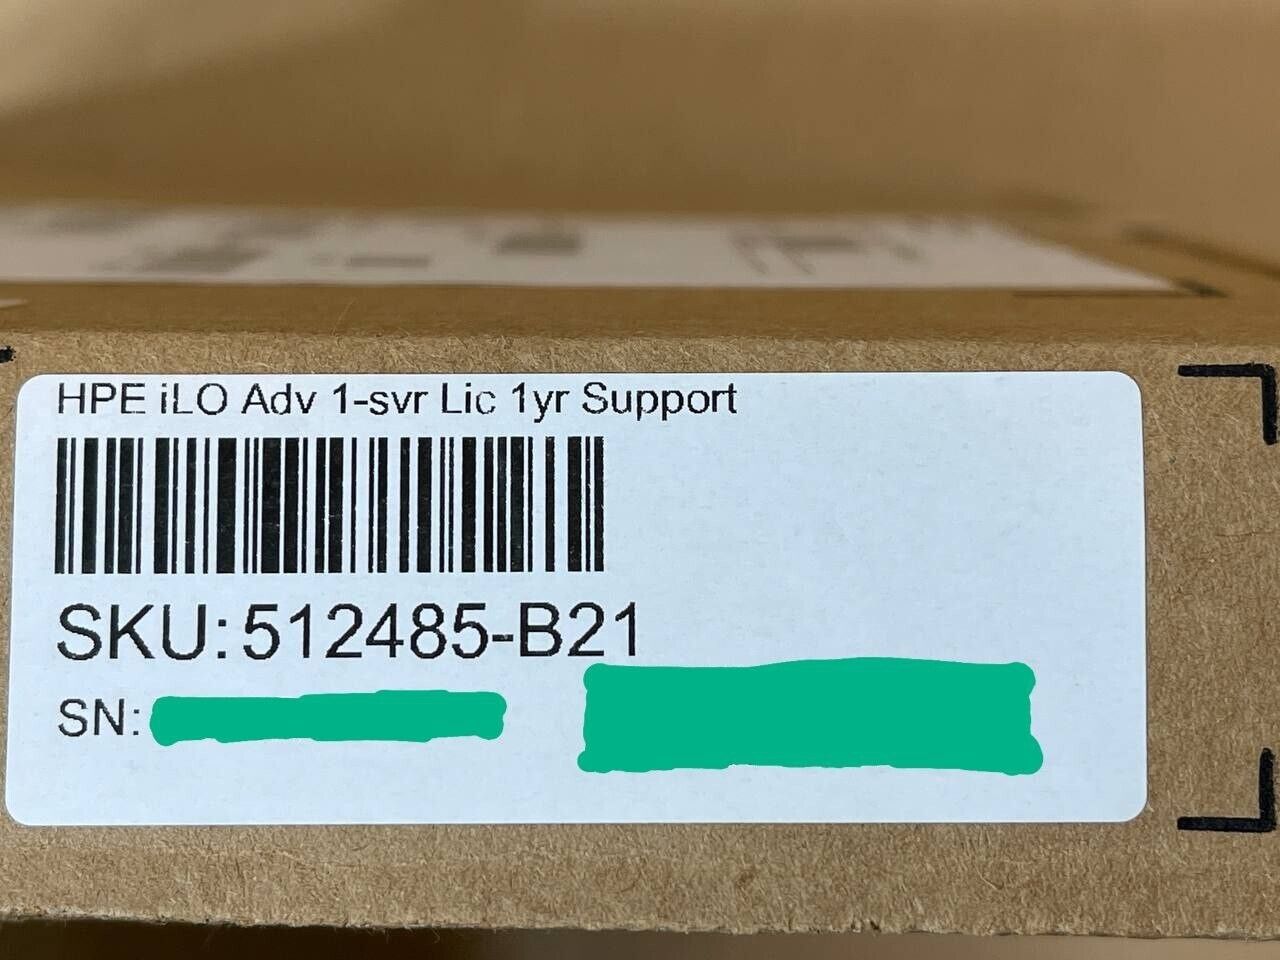 HPE iLO Adv 1-svr Lic 1yr Support
SKU: 512485-B21
SN: